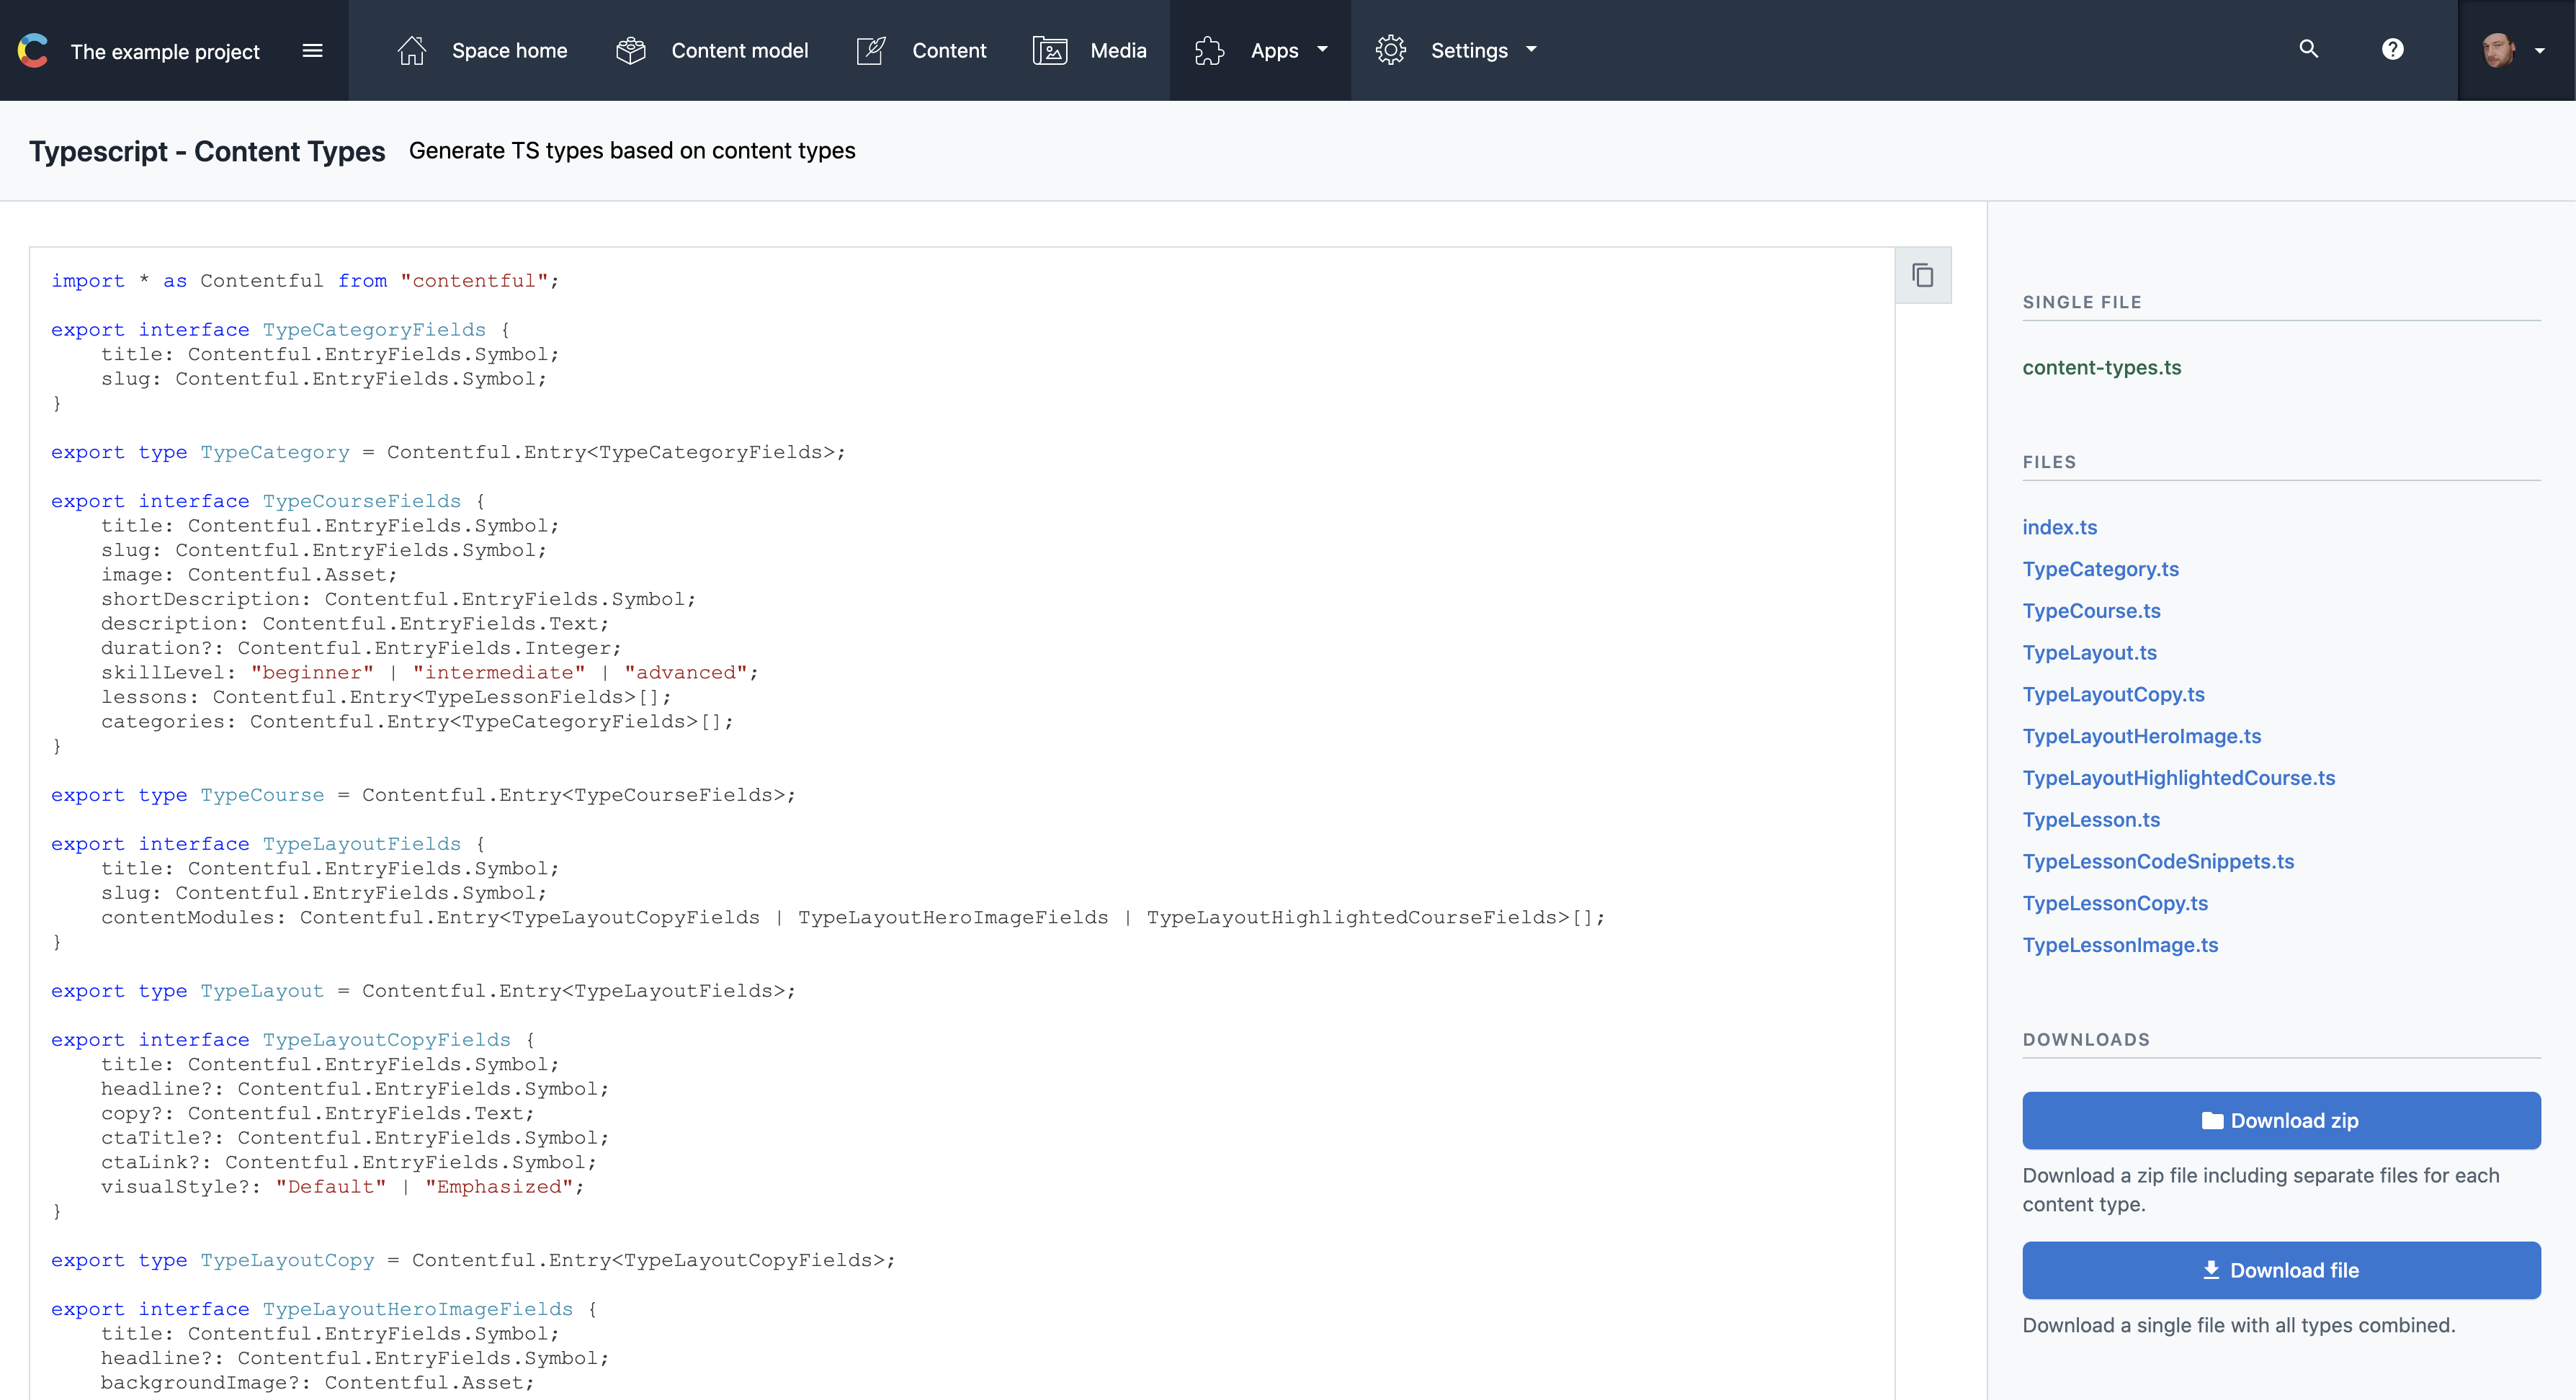 The example project
Space home
Content model
Content
Media
Apps
Settings
Typescript - Content Types Generate TS types based on content types
import * as Contentful from "contentful";
export interface TypeCategoryFields {
    title: Contentful.EntryFields.Symbol;
    slug: Contentful.EntryFields.Symbol;
}
export type TypeCategory = Contentful.Entry<TypeCategoryFields>;
export interface TypeCourseFields {
    title: Contentful.EntryFields.Symbol;
    slug: Contentful.EntryFields.Symbol;
    image: Contentful.Asset;
    shortDescription: Contentful.EntryFields.Symbol;
    description: Contentful.EntryFields.Text;
    duration?: Contentful.EntryFields.Integer;
    skillLevel: "beginner" | "intermediate" | "advanced";
    lessons: Contentful.Entry<TypeLessonFields>[];
    categories: Contentful.Entry<TypeCategoryFields>[];
}
export type TypeCourse = Contentful.Entry<TypeCourseFields>;
export interface TypeLayoutFields {
    title: Contentful.EntryFields.Symbol;
    slug: Contentful.EntryFields.Symbol;
    contentModules: Contentful.Entry<TypeLayoutCopyFields | TypeLayoutHeroImageFields | TypeLayoutHighlightedCourseFields>[];
}
export type TypeLayout = Contentful.Entry<TypeLayoutFields>;
export interface TypeLayoutCopyFields {
    title: Contentful.EntryFields.Symbol;
    headline?: Contentful.EntryFields.Symbol;
    copy?: Contentful.EntryFields.Text;
    ctaTitle?: Contentful.EntryFields.Symbol;
    ctaLink?: Contentful.EntryFields.Symbol;
    visualStyle?: "Default" | "Emphasized";
}
export type TypeLayoutCopy = Contentful.Entry<TypeLayoutCopyFields>;
export interface TypeLayoutHeroImageFields {
    title: Contentful.EntryFields.Symbol;
    headline?: Contentful.EntryFields.Symbol;
    backgroundImage?: Contentful.Asset;
SINGLE FILE
content-types.ts
FILES
index.ts
TypeCategory.ts
TypeCourse.ts
TypeLayout.ts
TypeLayoutCopy.ts
TypeLayoutHeroImage.ts
TypeLayoutHighlightedCourse.ts
TypeLesson.ts
TypeLessonCodeSnippets.ts
TypeLessonCopy.ts
TypeLessonImage.ts
DOWNLOADS
Download zip
Download a zip file including separate files for each
content type.
Download file
Download a single file with all types combined.